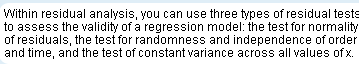 Within residual analysis, you can use three types of residual tests
to assess the validity of a regression model: the test for normality
of residuals, the test for randomness and independence of order
and time, and the test of constant variance across all values of x.